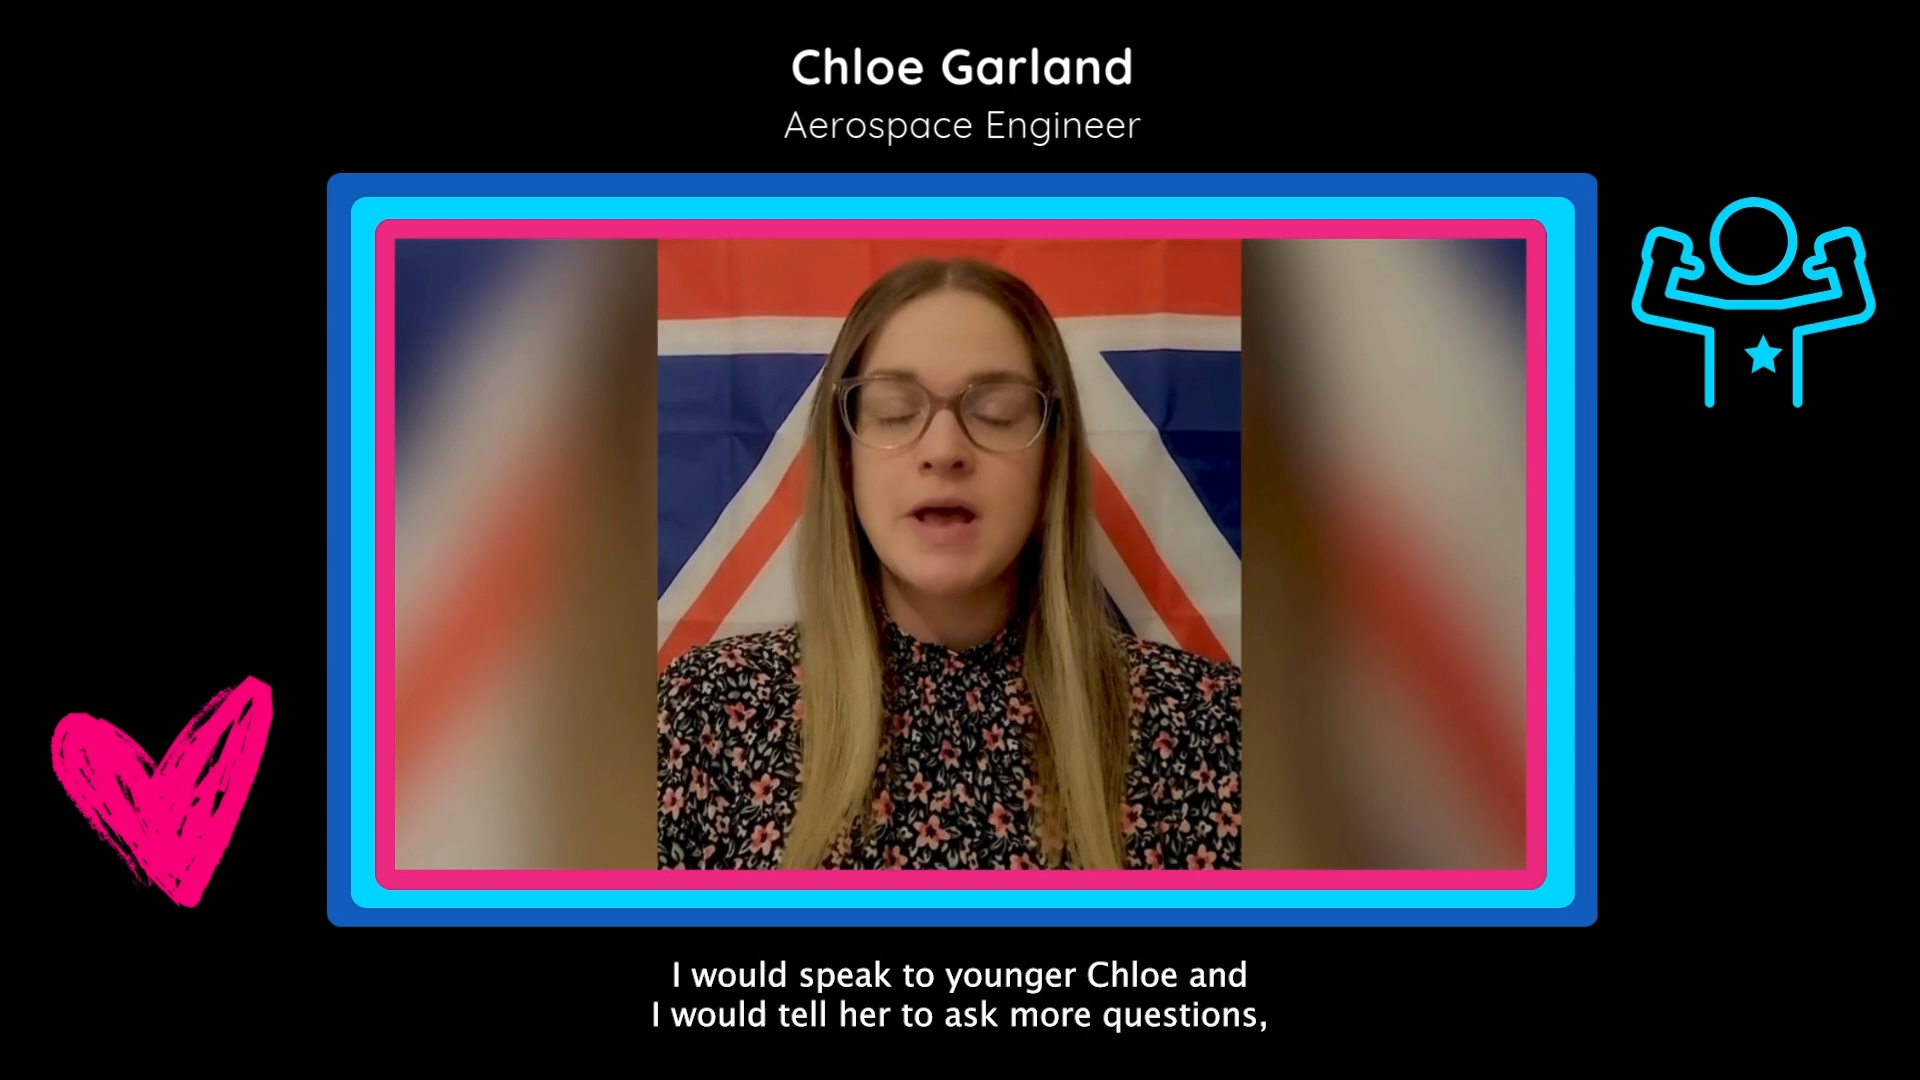 Chloe Garland
Aerospace Engineer
I would speak to younger Chloe and
I would tell her to ask more questions,